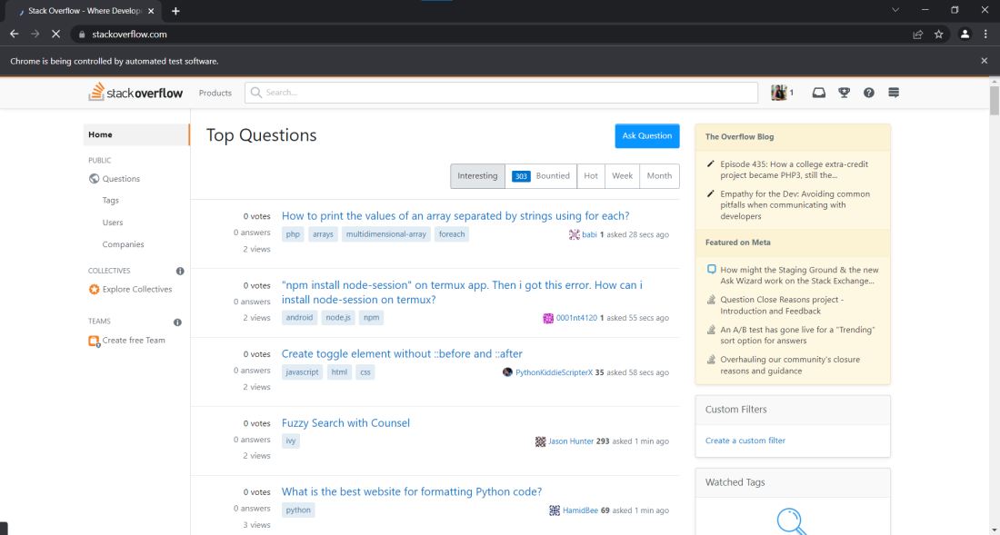 Stack Overflow - Where Develop
stackoverflow.com
Chrome is being controlled by automated test software.
stackoverflow
Products
Search...
1
Home
PUBLIC
Questions
Tags
Users
Companies
COLLECTIVES
Explore Collectives
TEAMS
Create free Team
Top Questions
Ask Question
Interesting
303 Bountied
Hot
Week
Month
0 votes
0 answers
2 views
How to print the values of an array separated by strings using for each?
php arrays multidimensional-array foreach
babi 1 asked 28 secs ago
0 votes
0 answers
2 views
"npm install node-session" on termux app. Then i got this error. How can i
install node-session on termux?
android node.js npm
0001nt4120 1 asked 55 secs ago
0 votes
0 answers
2 views
Create toggle element without ::before and ::after
javascript html css
PythonKiddieScripterX 35 asked 58 secs ago
0 votes
0 answers
2 views
Fuzzy Search with Counsel
ivy
Jason Hunter 293 asked 1 min ago
0 votes
0 answers
3 views
What is the best website for formatting Python code?
python
HamidBee 69 asked 1 min ago
The Overflow Blog
Episode 435: How a college extra-credit
project became PHP3, still the...
Empathy for the Dev: Avoiding common
pitfalls when communicating with
developers
Featured on Meta
How might the Staging Ground & the new
Ask Wizard work on the Stack Exchange...
Question Close Reasons project -
Introduction and Feedback
An A/B test has gone live for a "Trending"
sort option for answers
Overhauling our community's closure
reasons and guidance
Custom Filters
Create a custom filter
Watched Tags